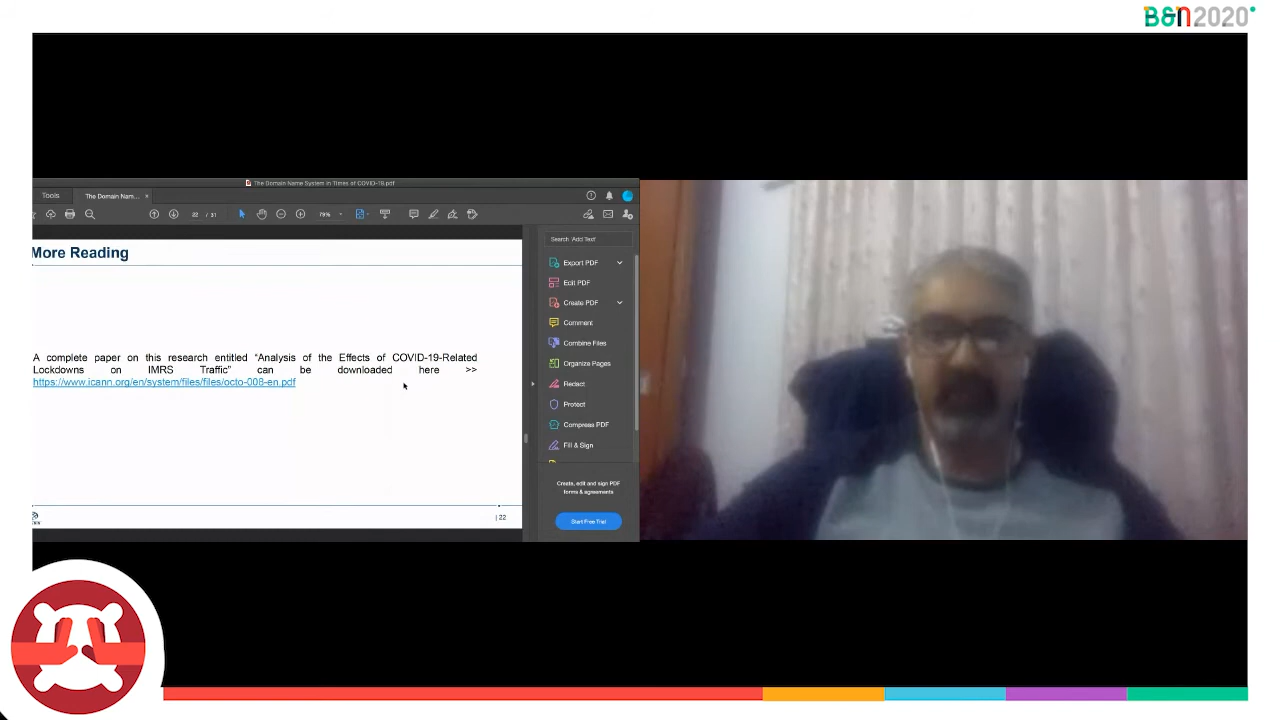 B&N2020
The Domain Name System in Times of COVID-19.pdf
Tools
The Domain Nam... ×
22 / 31
79%
Search 'Add Text'
More Reading
Export PDF
Edit PDF
Create PDF
Comment
Combine Files
Organize Pages
Redact
Protect
Compress PDF
Fill & Sign
A complete paper on this research entitled “Analysis of the Effects of COVID-19-Related
Lockdowns on IMRS Traffic” can be downloaded here >>
https://www.icann.org/en/system/files/files/octo-008-en.pdf
Create, edit and sign PDF
forms & agreements
Start Free Trial
| 22